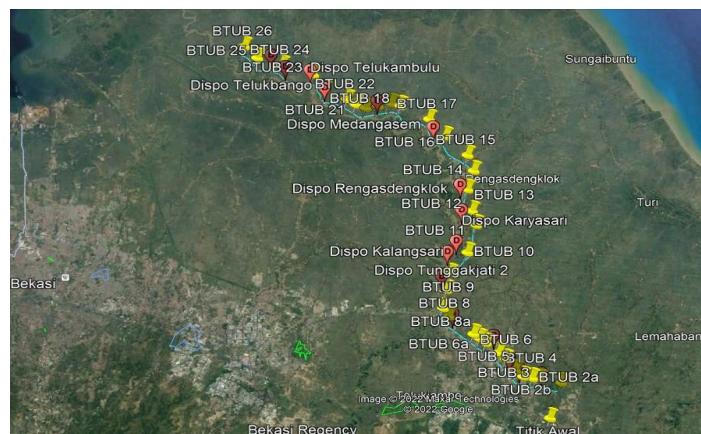 BTUB 26
BTUB 25
BTUB 24
Sungaibuntu
BTUB 23
Dispo Telukambulu
Dispo Telukbango
BTUB 22
BTUB 18
BTUB 17
BTUB 21
Dispo Medangasem
BTUB 16
BTUB 15
BTUB 14
Rengasdengklok
Dispo Rengasdengklok
BTUB 13
BTUB 12
Turi
Dispo Karyasari
BTUB 11
Dispo Kalangsari
BTUB 10
Dispo Tunggakjati 2
Bekasi
BTUB 9
BTUB 8
BTUB 8a
BTUB 6
Lemahaban
BTUB 6a
BTUB 5
BTUB 4
BTUB 3
BTUB 2a
BTUB 2b
Image © 2022 Maxar Technologies
© 2022 Google
Bekasi Regency
Titik Awal